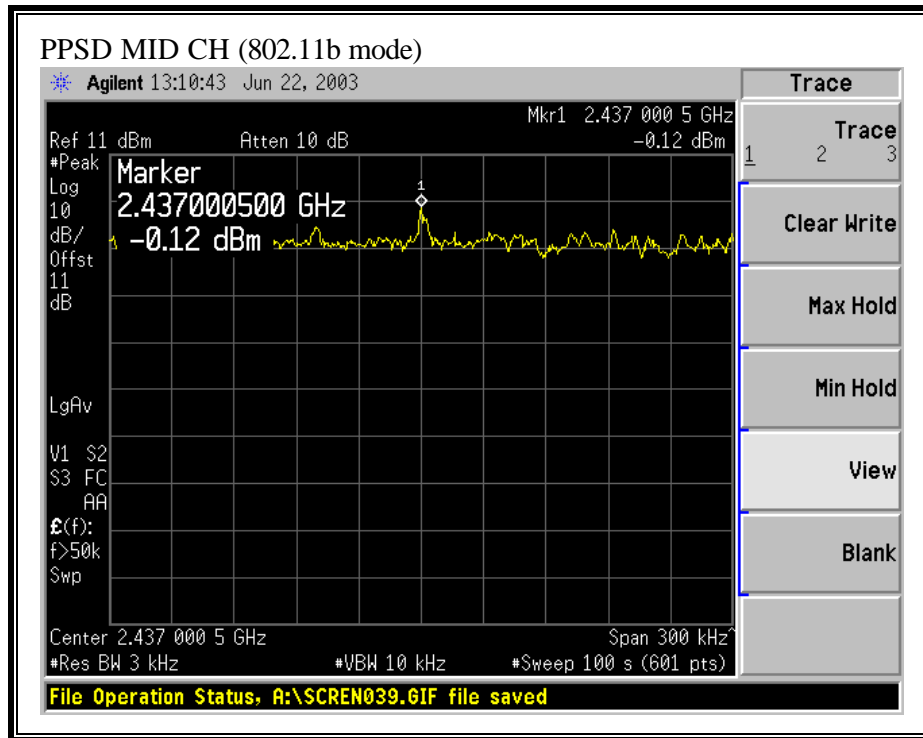 PPSD MID CH (802.11b mode)
Agilent 13:10:43 Jun 22, 2003
Trace
Mkr1 2.437 000 5 GHz
Ref 11 dBm Atten 10 dB -0.12 dBm
#Peak
Log
10
dB/
Offst
11
dB
Marker
2.437000500 GHz
-0.12 dBm
1
LgAv
V1 S2
S3 FC
AA
£(f):
f>50k
Swp
Center 2.437 000 5 GHz Span 300 kHz^
#Res BW 3 kHz #VBW 10 kHz #Sweep 100 s (601 pts)
Trace
1 2 3
Clear Write
Max Hold
Min Hold
View
Blank
File Operation Status, A:\SCREN039.GIF file saved